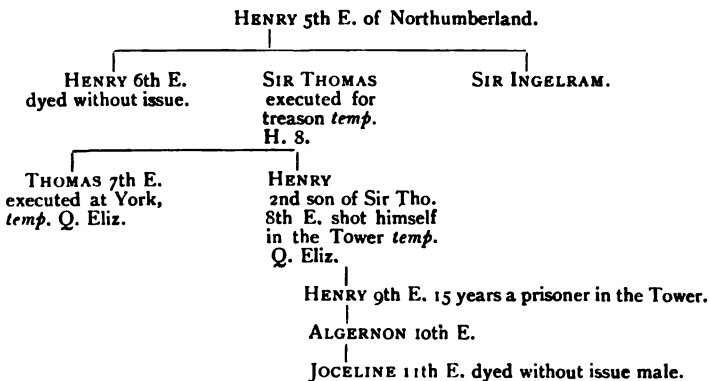 HENRY 5th E. of Northumberland.
HENRY 6th E.
dyed without issue.
SIR THOMAS
executed for
treason temp.
H. 8.
SIR INGELRAM.
THOMAS 7th E.
executed at York,
temp. Q. Eliz.
HENRY
2nd son of Sir Tho.
8th E. shot himself
in the Tower temp.
Q. Eliz.
HENRY 9th E. 15 years a prisoner in the Tower.
ALGERNON 10th E.
JOCELINE 11th E. dyed without issue male.